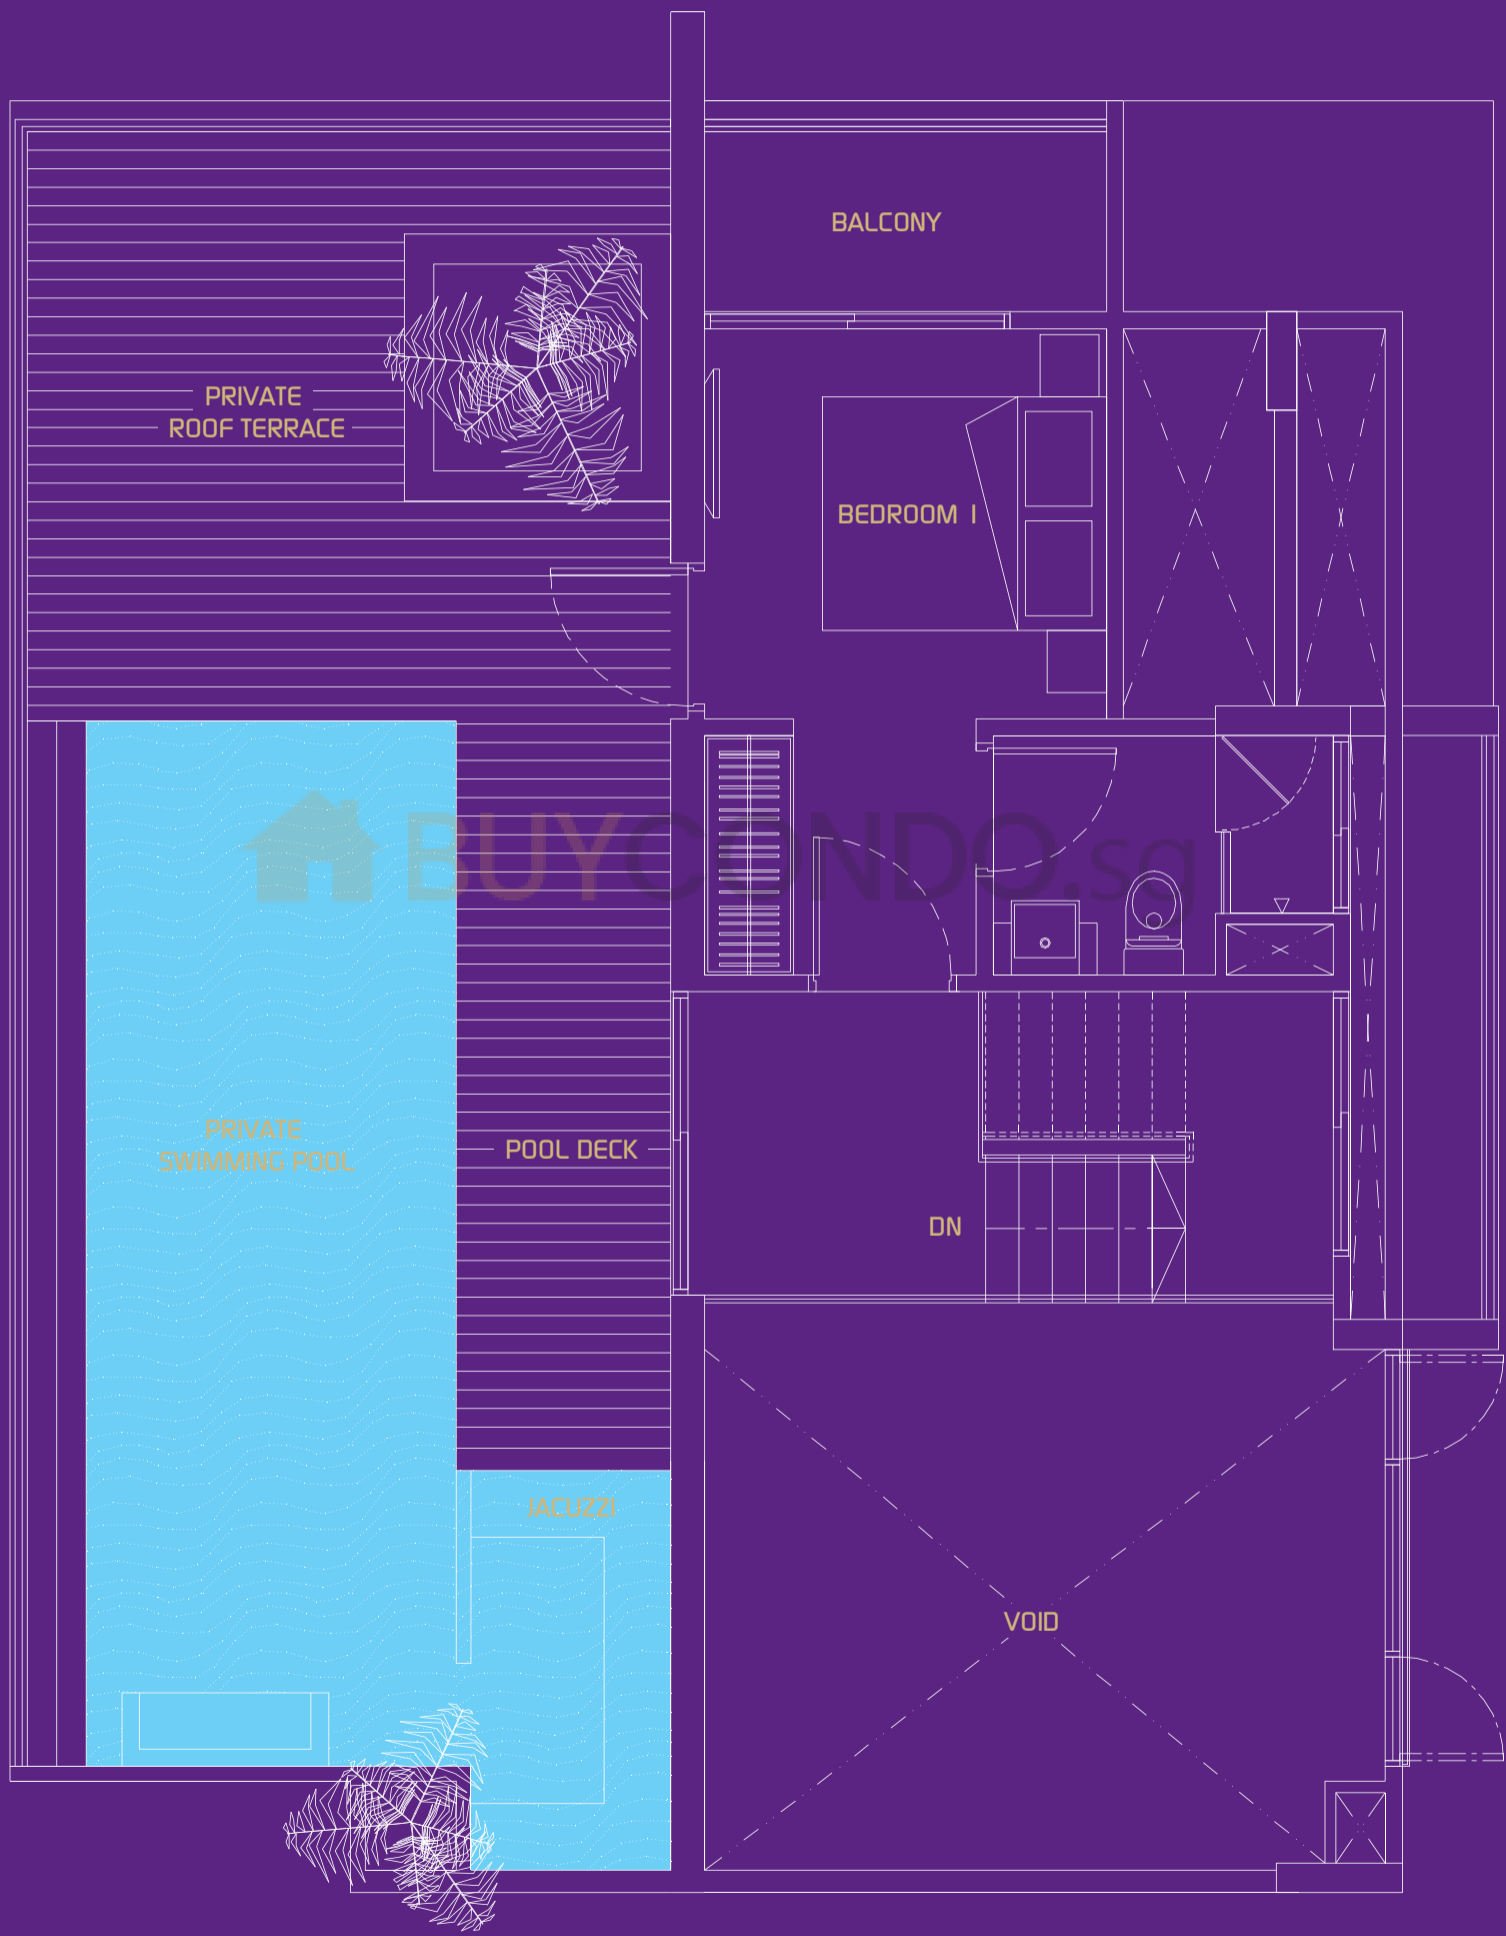 BALCONY
PRIVATE
ROOF TERRACE
BEDROOM 1
BUYCONDO.sg
PRIVATE
SWIMMING POOL
POOL DECK
DN
JACUZZI
VOID